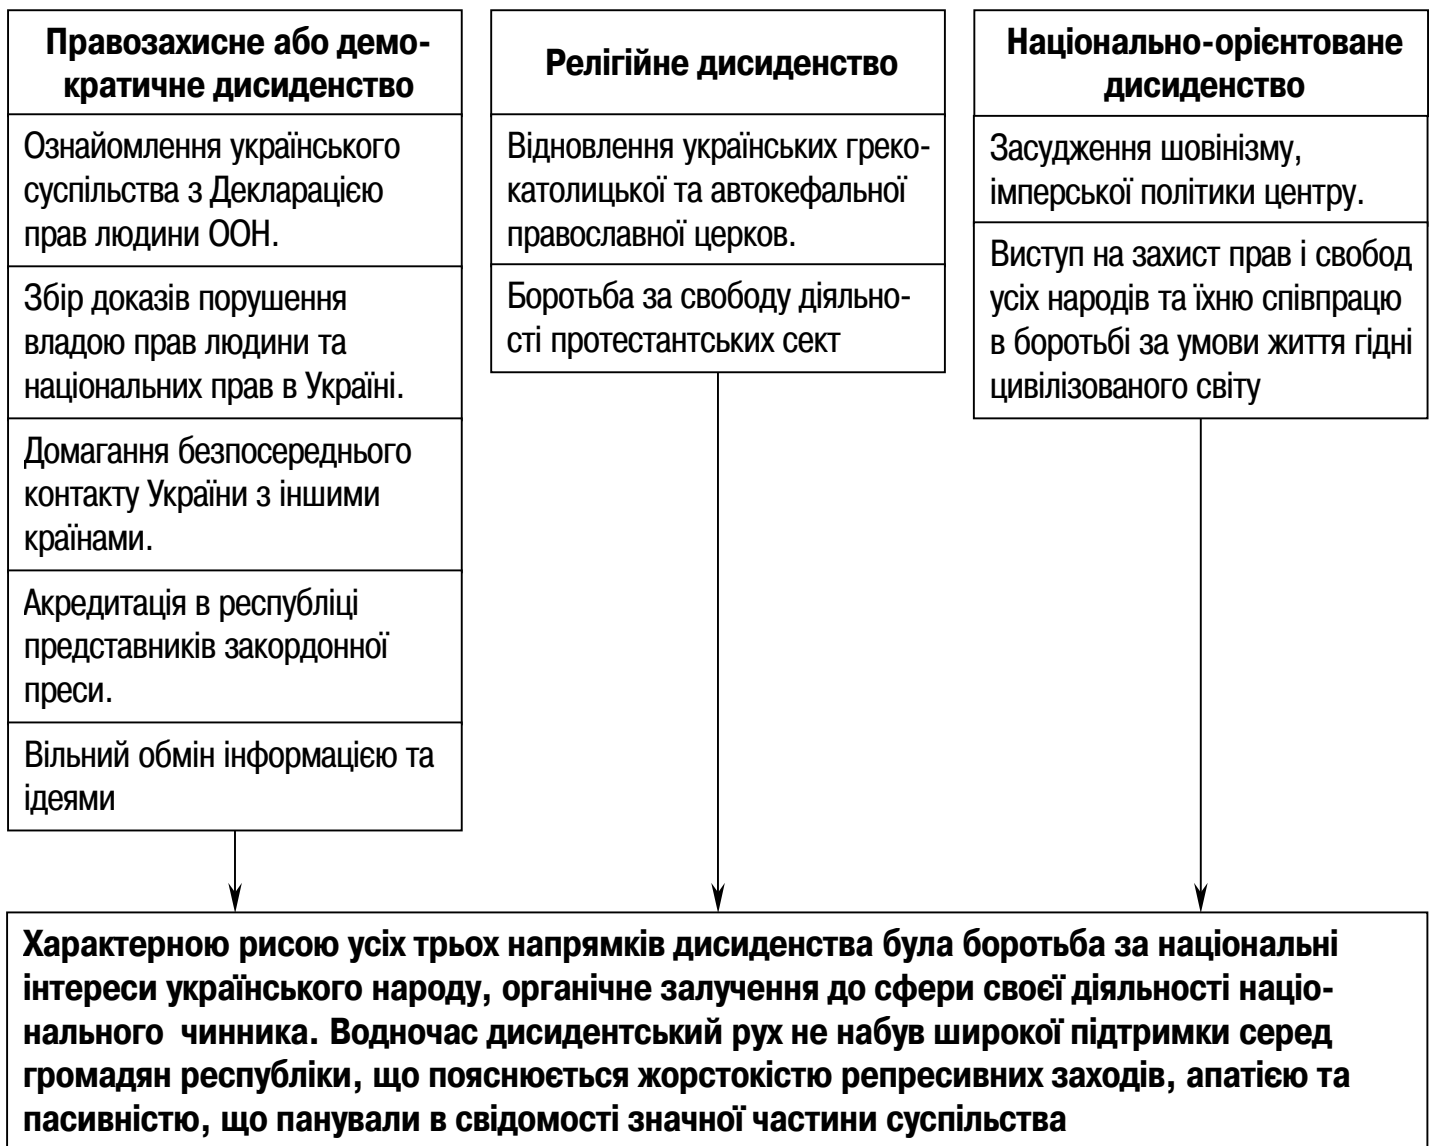 Правозахисне або демо-
кратичне дисиденство
Ознайомлення українського
суспільства з Декларацією
прав людини ООН.
Збір доказів порушення
владою прав людини та
національних прав в Україні.
Домагання безпосереднього
контакту України з іншими
країнами.
Акредитація в республіці
представників закордонної
преси.
Вільний обмін інформацією та
ідеями
Релігійне дисиденство
Відновлення українських греко-
католицької та автокефальної
православної церков.
Боротьба за свободу діяльно-
сті протестантських сект
Національно-орієнтоване
дисиденство
Засудження шовінізму,
імперської політики центру.
Виступ на захист прав і свобод
усіх народів та їхню співпрацю
в боротьбі за умови життя гідні
цивілізованого світу
Характерною рисою усіх трьох напрямків дисиденства була боротьба за національні
інтереси українського народу, органічне залучення до сфери своєї діяльності націо-
нального чинника. Водночас дисидентський рух не набув широкої підтримки серед
громадян республіки, що пояснюється жорстокістю репресивних заходів, апатією та
пасивністю, що панували в свідомості значної частини суспільства